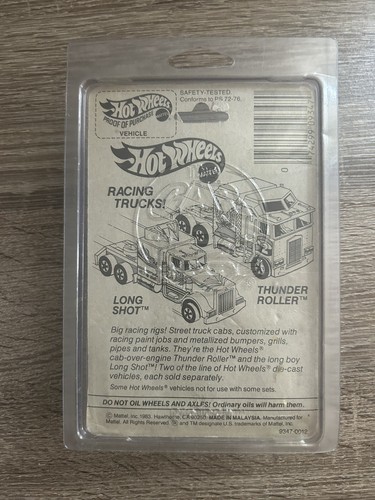 Hot Wheels
PROOF OF PURCHASE
VEHICLE
SAFETY-TESTED.
Conforms to PS 72-76.
Hot Wheels
MATTEL
RACING
TRUCKS!
THUNDER
ROLLER™
LONG
SHOT™
Big racing rigs! Street truck cabs, customized with
racing paint jobs and metallized bumpers, grills,
pipes and tanks. They're the Hot Wheels®
cab-over-engine Thunder Roller™ and the long boy
Long Shot™! Two of the line of Hot Wheels® die-cast
vehicles, each sold separately.
Some Hot Wheels® vehicles not for use with some sets.
DO NOT OIL WHEELS AND AXLES! Ordinary oils will harm them.
© Mattel, Inc. 1983. Hawthorne, CA 90250. MADE IN MALAYSIA. Manufactured for
Mattel. All Rights Reserved. ® and TM designate U.S. trademarks of Mattel, Inc.